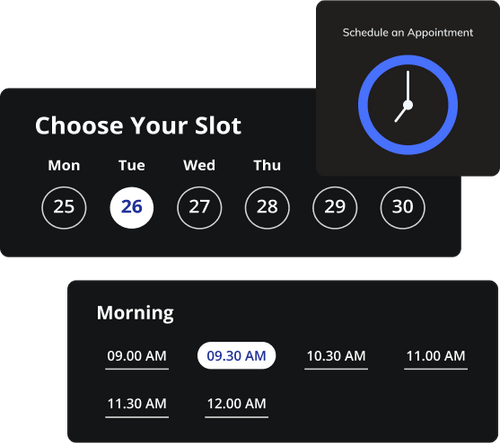 Schedule an Appointment
Choose Your Slot
Mon Tue Wed Thu
25 26 27 28 29 30
Morning
09.00 AM 09.30 AM 10.30 AM 11.00 AM
11.30 AM 12.00 AM